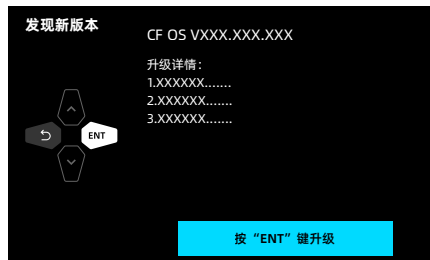 发现新版本
CF OS VXXX.XXX.XXX
升级详情：
1.XXXXXX.......
2.XXXXXX.......
3.XXXXXX.......
ENT
按“ENT”键升级